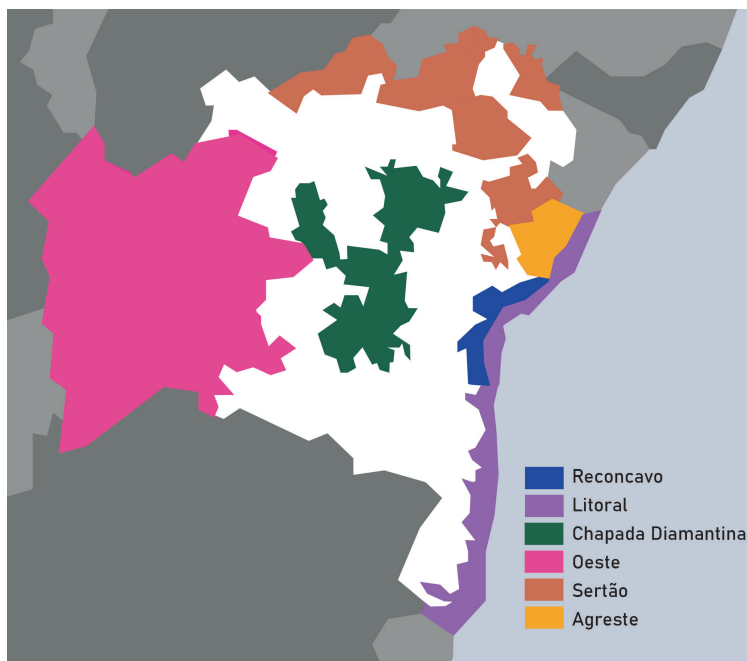 Reconcavo
Litoral
Chapada Diamantina
Oeste
Sertão
Agreste